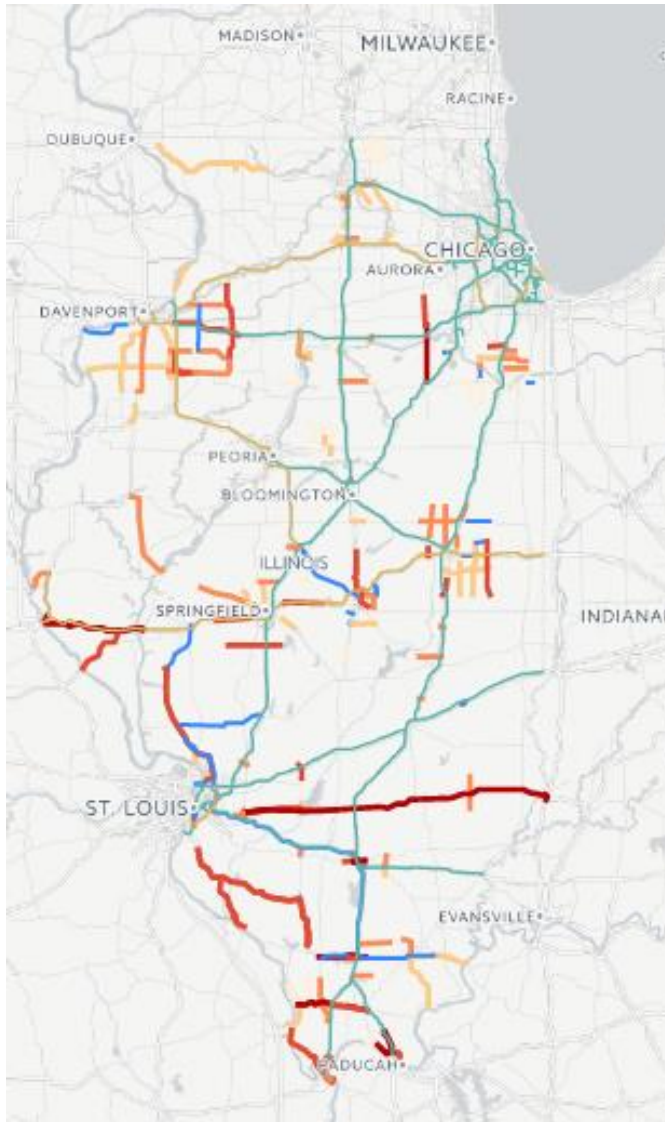 MADISON
MILWAUKEE
RACINE
DUBUQUE
CHICAGO
AURORA
DAVENPORT
PEORIA
BLOOMINGTON
ILLINOIS
SPRINGFIELD
INDIANA
ST. LOUIS
EVANSVILLE
PADUCAH